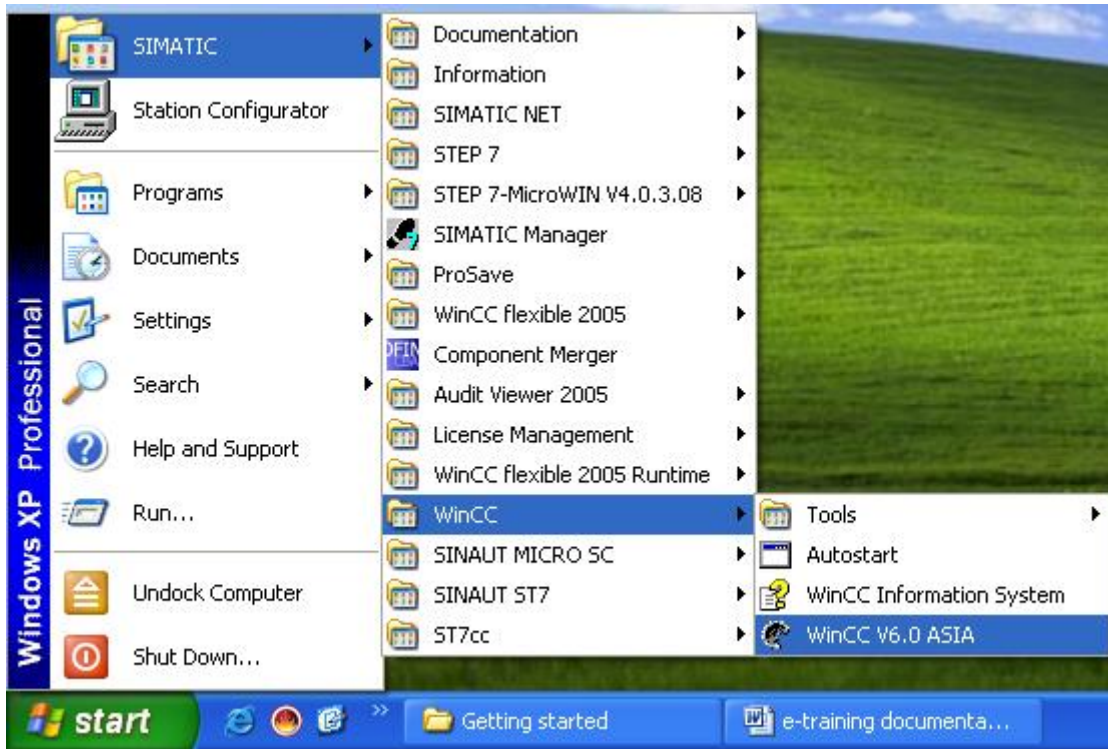 SIMATIC
Station Configurator
Programs
Documents
Settings
Search
Help and Support
Run...
Undock Computer
Shut Down...
Windows XP Professional
Documentation
Information
SIMATIC NET
STEP 7
STEP 7-MicroWIN V4.0.3.08
SIMATIC Manager
ProSave
WinCC flexible 2005
Component Merger
Audit Viewer 2005
License Management
WinCC flexible 2005 Runtime
WinCC
SINAUT MICRO SC
SINAUT ST7
ST7cc
Tools
Autostart
WinCC Information System
WinCC V6.0 ASIA
start
Getting started
e-training documenta...